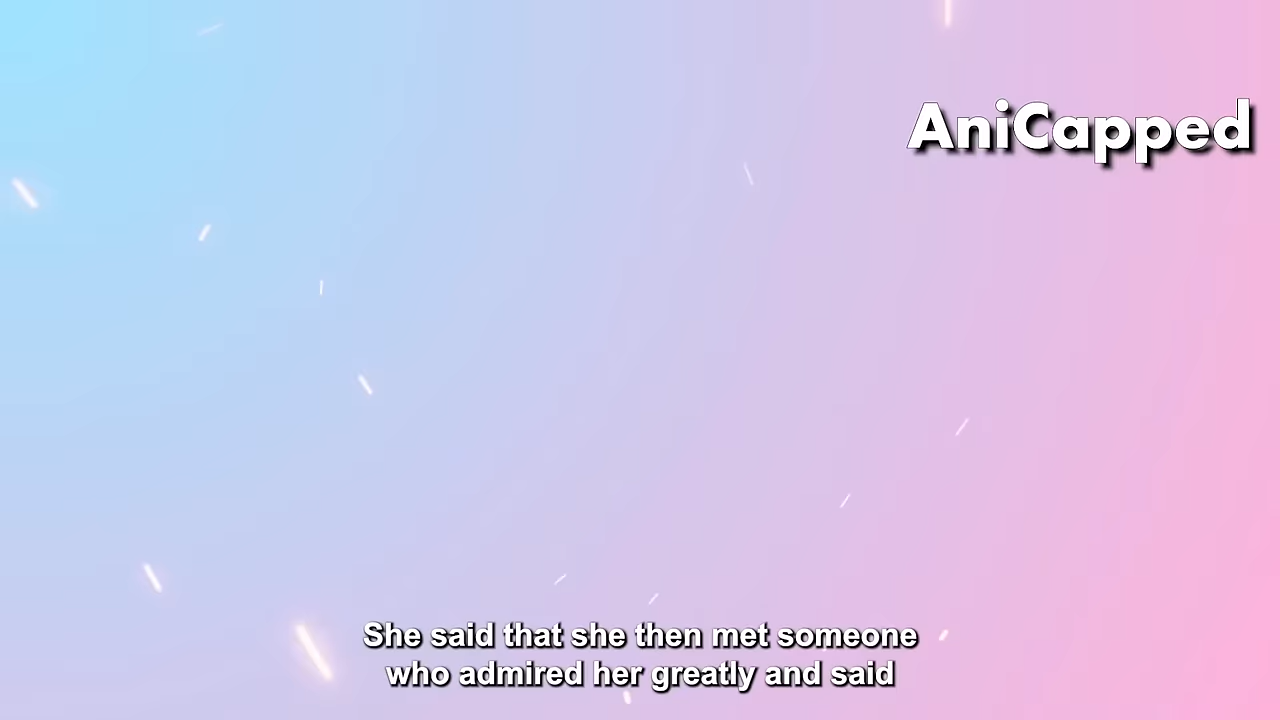 AniCapped
She said that she then met someone
who admired her greatly and said